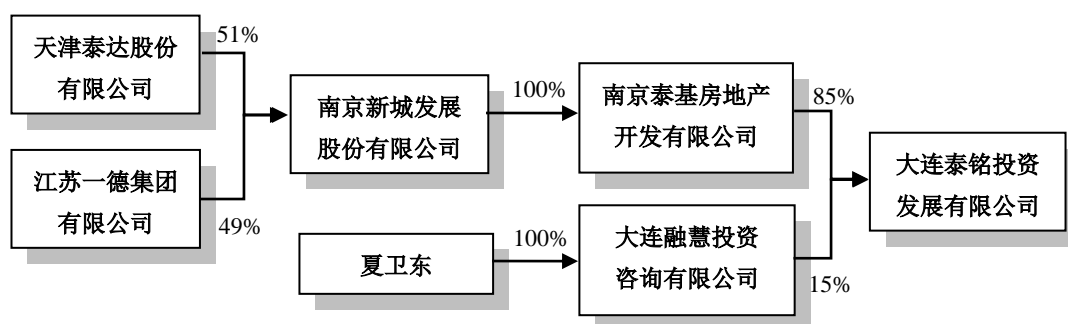 天津泰达股份
有限公司
51%
江苏一德集团
有限公司
49%
南京新城发展
股份有限公司
100%
南京泰基房地产
开发有限公司
85%
夏卫东
100%
大连融慧投资
咨询有限公司
15%
大连泰铭投资
发展有限公司